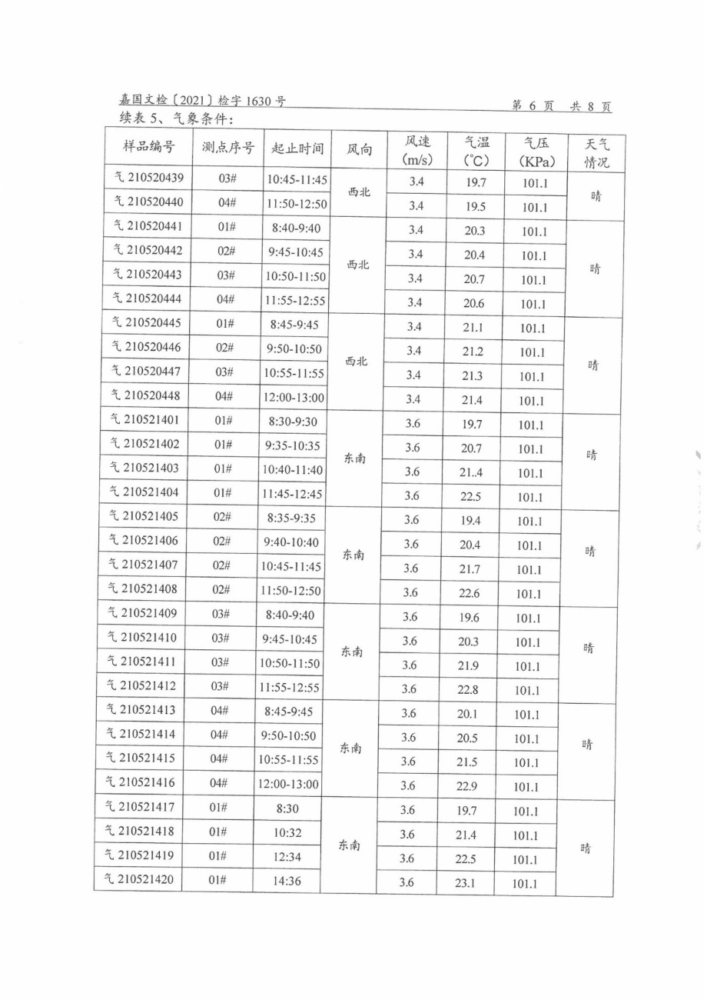 嘉国文检〔2021〕检字 1630 号 第 6 页 共 8 页
续表 5、气象条件：
样品编号 测点序号 起止时间 风向 风速 (m/s) 气温 (℃) 气压 (KPa) 天气情况
气 210520439 03# 10:45-11:45 西北 3.4 19.7 101.1 晴
气 210520440 04# 11:50-12:50 3.4 19.5 101.1
气 210520441 01# 8:40-9:40 西北 3.4 20.3 101.1 晴
气 210520442 02# 9:45-10:45 3.4 20.4 101.1
气 210520443 03# 10:50-11:50 3.4 20.7 101.1
气 210520444 04# 11:55-12:55 3.4 20.6 101.1
气 210520445 01# 8:45-9:45 西北 3.4 21.1 101.1 晴
气 210520446 02# 9:50-10:50 3.4 21.2 101.1
气 210520447 03# 10:55-11:55 3.4 21.3 101.1
气 210520448 04# 12:00-13:00 3.4 21.4 101.1
气 210521401 01# 8:30-9:30 东南 3.6 19.7 101.1 晴
气 210521402 01# 9:35-10:35 3.6 20.7 101.1
气 210521403 01# 10:40-11:40 3.6 21..4 101.1
气 210521404 01# 11:45-12:45 3.6 22.5 101.1
气 210521405 02# 8:35-9:35 东南 3.6 19.4 101.1 晴
气 210521406 02# 9:40-10:40 3.6 20.4 101.1
气 210521407 02# 10:45-11:45 3.6 21.7 101.1
气 210521408 02# 11:50-12:50 3.6 22.6 101.1
气 210521409 03# 8:40-9:40 东南 3.6 19.6 101.1 晴
气 210521410 03# 9:45-10:45 3.6 20.3 101.1
气 210521411 03# 10:50-11:50 3.6 21.9 101.1
气 210521412 03# 11:55-12:55 3.6 22.8 101.1
气 210521413 04# 8:45-9:45 东南 3.6 20.1 101.1 晴
气 210521414 04# 9:50-10:50 3.6 20.5 101.1
气 210521415 04# 10:55-11:55 3.6 21.5 101.1
气 210521416 04# 12:00-13:00 3.6 22.9 101.1
气 210521417 01# 8:30 东南 3.6 19.7 101.1 晴
气 210521418 01# 10:32 3.6 21.4 101.1
气 210521419 01# 12:34 3.6 22.5 101.1
气 210521420 01# 14:36 3.6 23.1 101.1